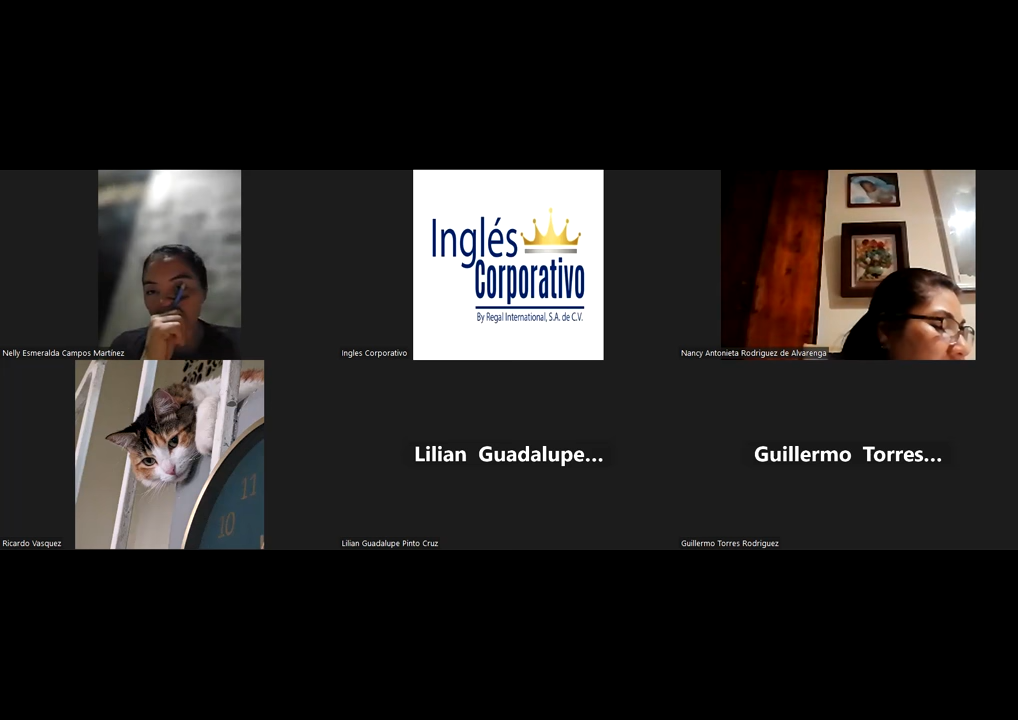 Inglés
Corporativo
By Regal International, S.A. de C.V.
Nelly Esmeralda Campos Martínez
Ingles Corporativo
Nancy Antonieta Rodriguez de Alvarenga
11
10
Lilian Guadalupe...
Guillermo Torres...
Ricardo Vasquez
Lilian Guadalupe Pinto Cruz
Guillermo Torres Rodriguez